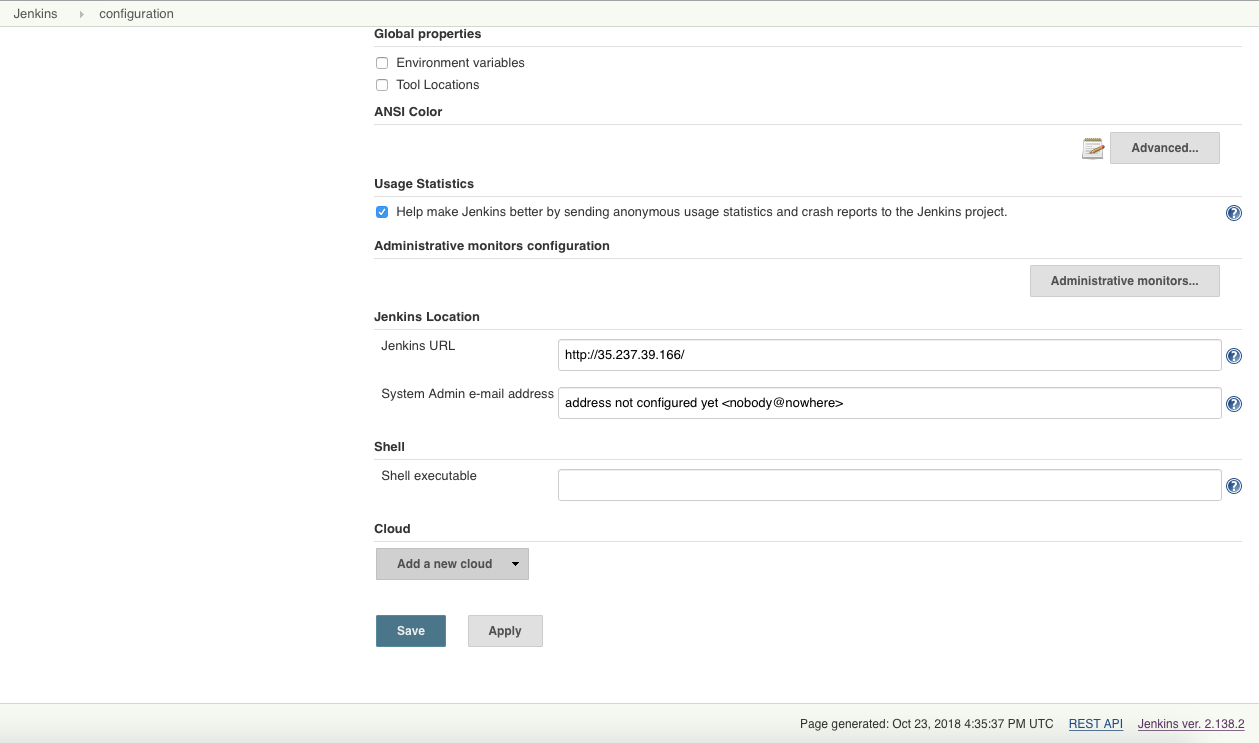 Jenkins configuration
Global properties
Environment variables
Tool Locations
ANSI Color
Advanced...
Usage Statistics
Help make Jenkins better by sending anonymous usage statistics and crash reports to the Jenkins project.
Administrative monitors configuration
Administrative monitors...
Jenkins Location
Jenkins URL http://35.237.39.166/
System Admin e-mail address address not configured yet <nobody@nowhere>
Shell
Shell executable
Cloud
Add a new cloud
Save Apply
Page generated: Oct 23, 2018 4:35:37 PM UTC REST API Jenkins ver. 2.138.2